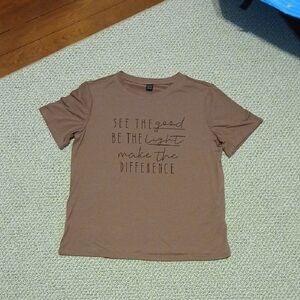 SEE THE good
BE THE light
make the
DIFFERENCE